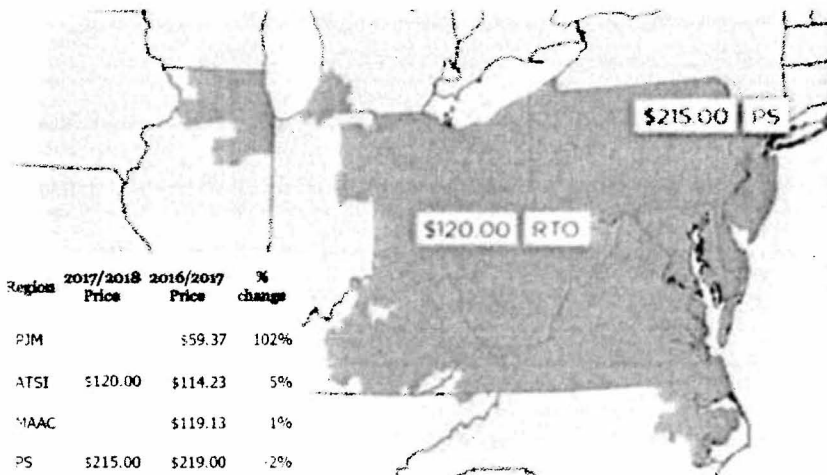 $215.00 PS
$120.00 RTO
Region 2017/2018 Price 2016/2017 Price % change
PJM $59.37 102%
ATSI $120.00 $114.23 5%
MAAC $119.13 1%
PS $215.00 $219.00 -2%